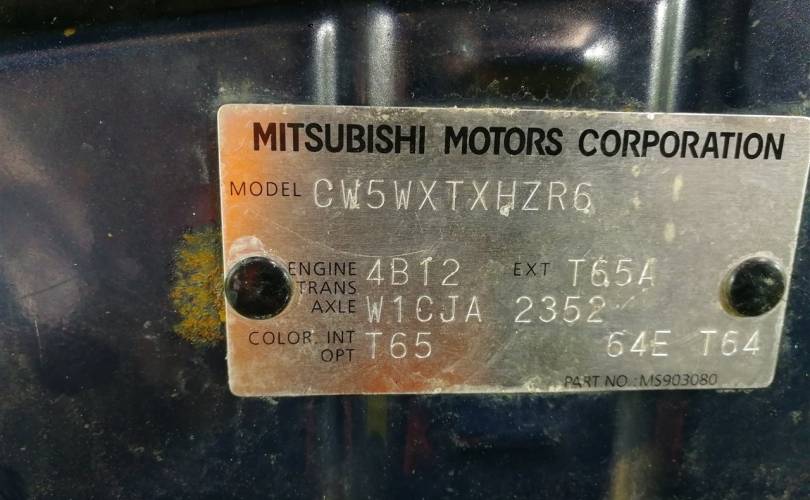 MITSUBISHI MOTORS CORPORATION
MODEL CW5WXTXHZR6
ENGINE 4B12 EXT T65A
TRANS
AXLE W1CJA 2352
COLOR. INT T65 64E T64
OPT
PART NO.:MS903080